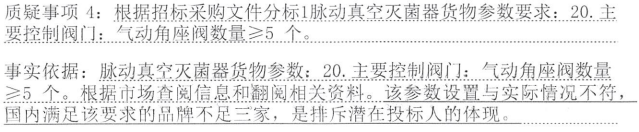 质疑事项 4：根据招标采购文件分标1脉动真空灭菌器货物参数要求：20.主
要控制阀门：气动角座阀数量≥5 个。
事实依据：脉动真空灭菌器货物参数：20.主要控制阀门：气动角座阀数量
≥5 个。根据市场查阅信息和翻阅相关资料。该参数设置与实际情况不符，
国内满足该要求的品牌不足三家，是排斥潜在投标人的体现。